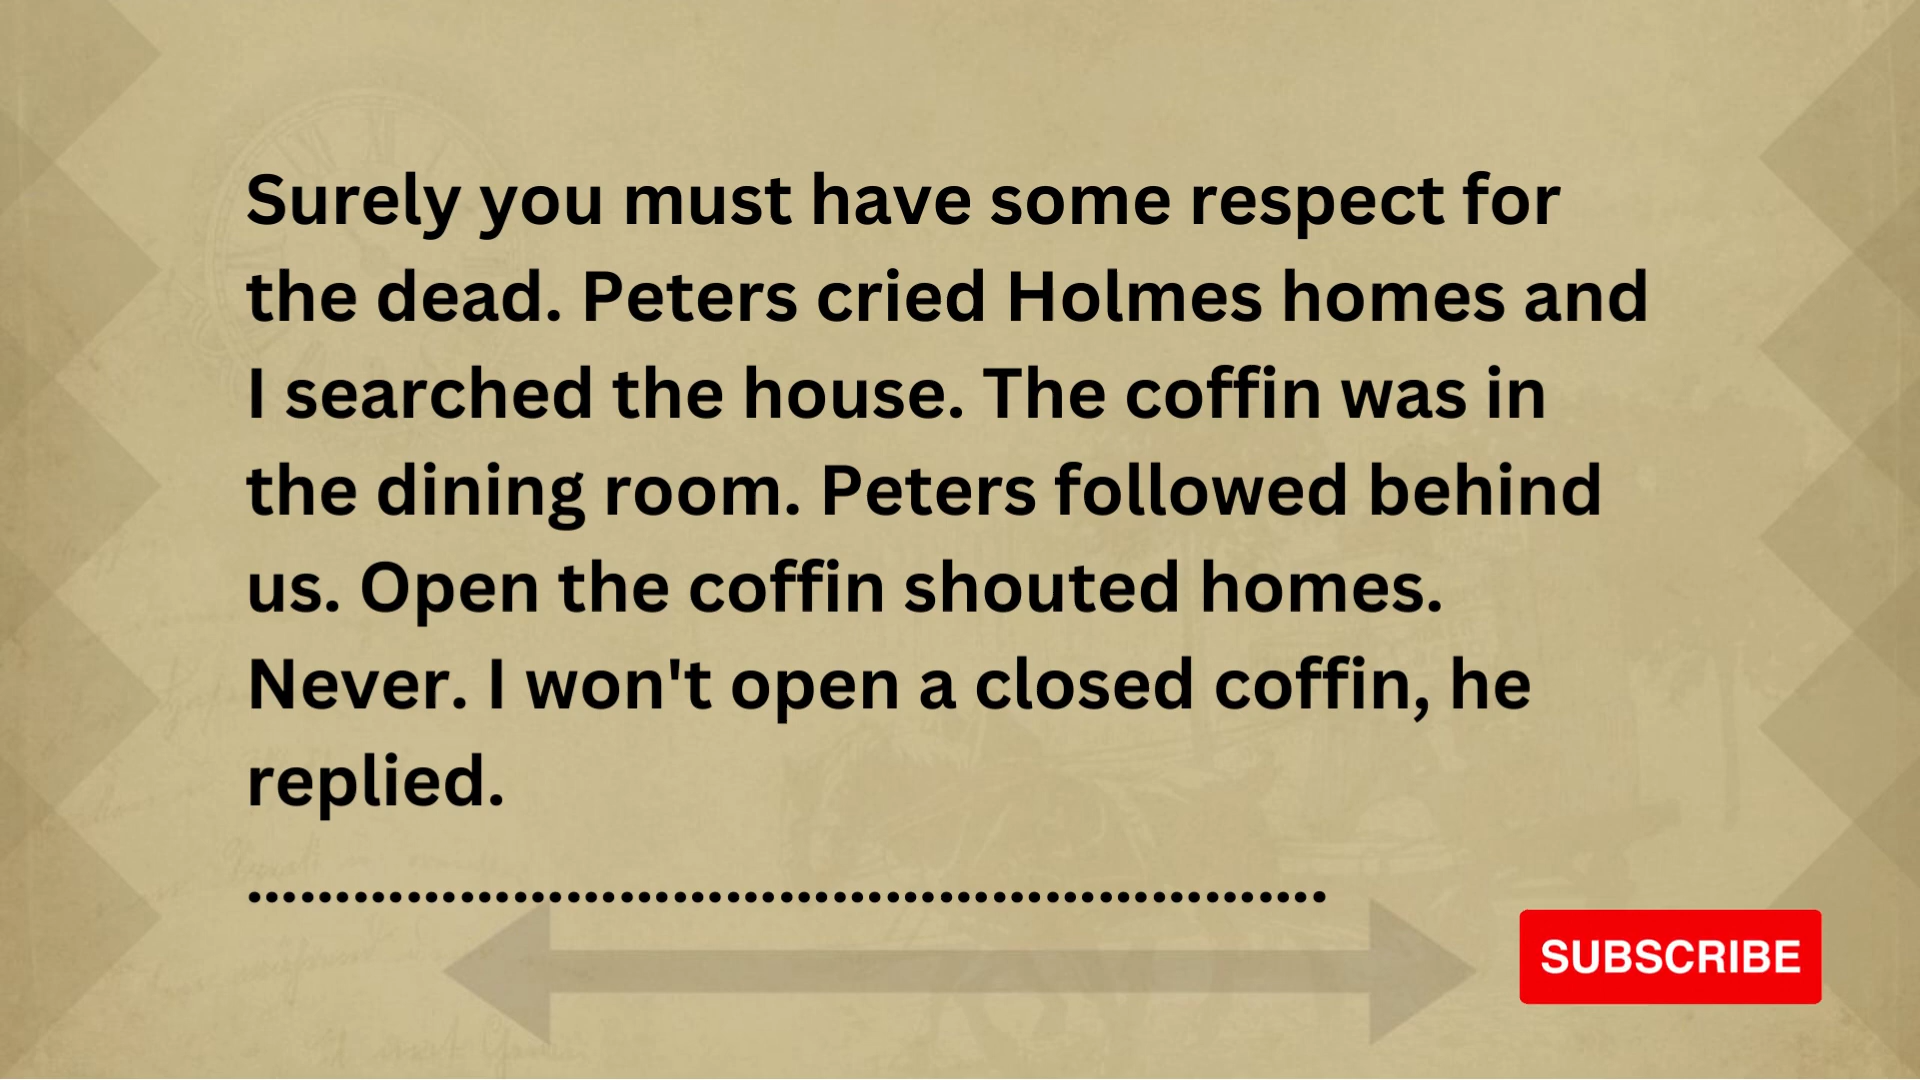 Surely you must have some respect for
the dead. Peters cried Holmes homes and
I searched the house. The coffin was in
the dining room. Peters followed behind
us. Open the coffin shouted homes.
Never. I won't open a closed coffin, he
replied.
............................................................
SUBSCRIBE